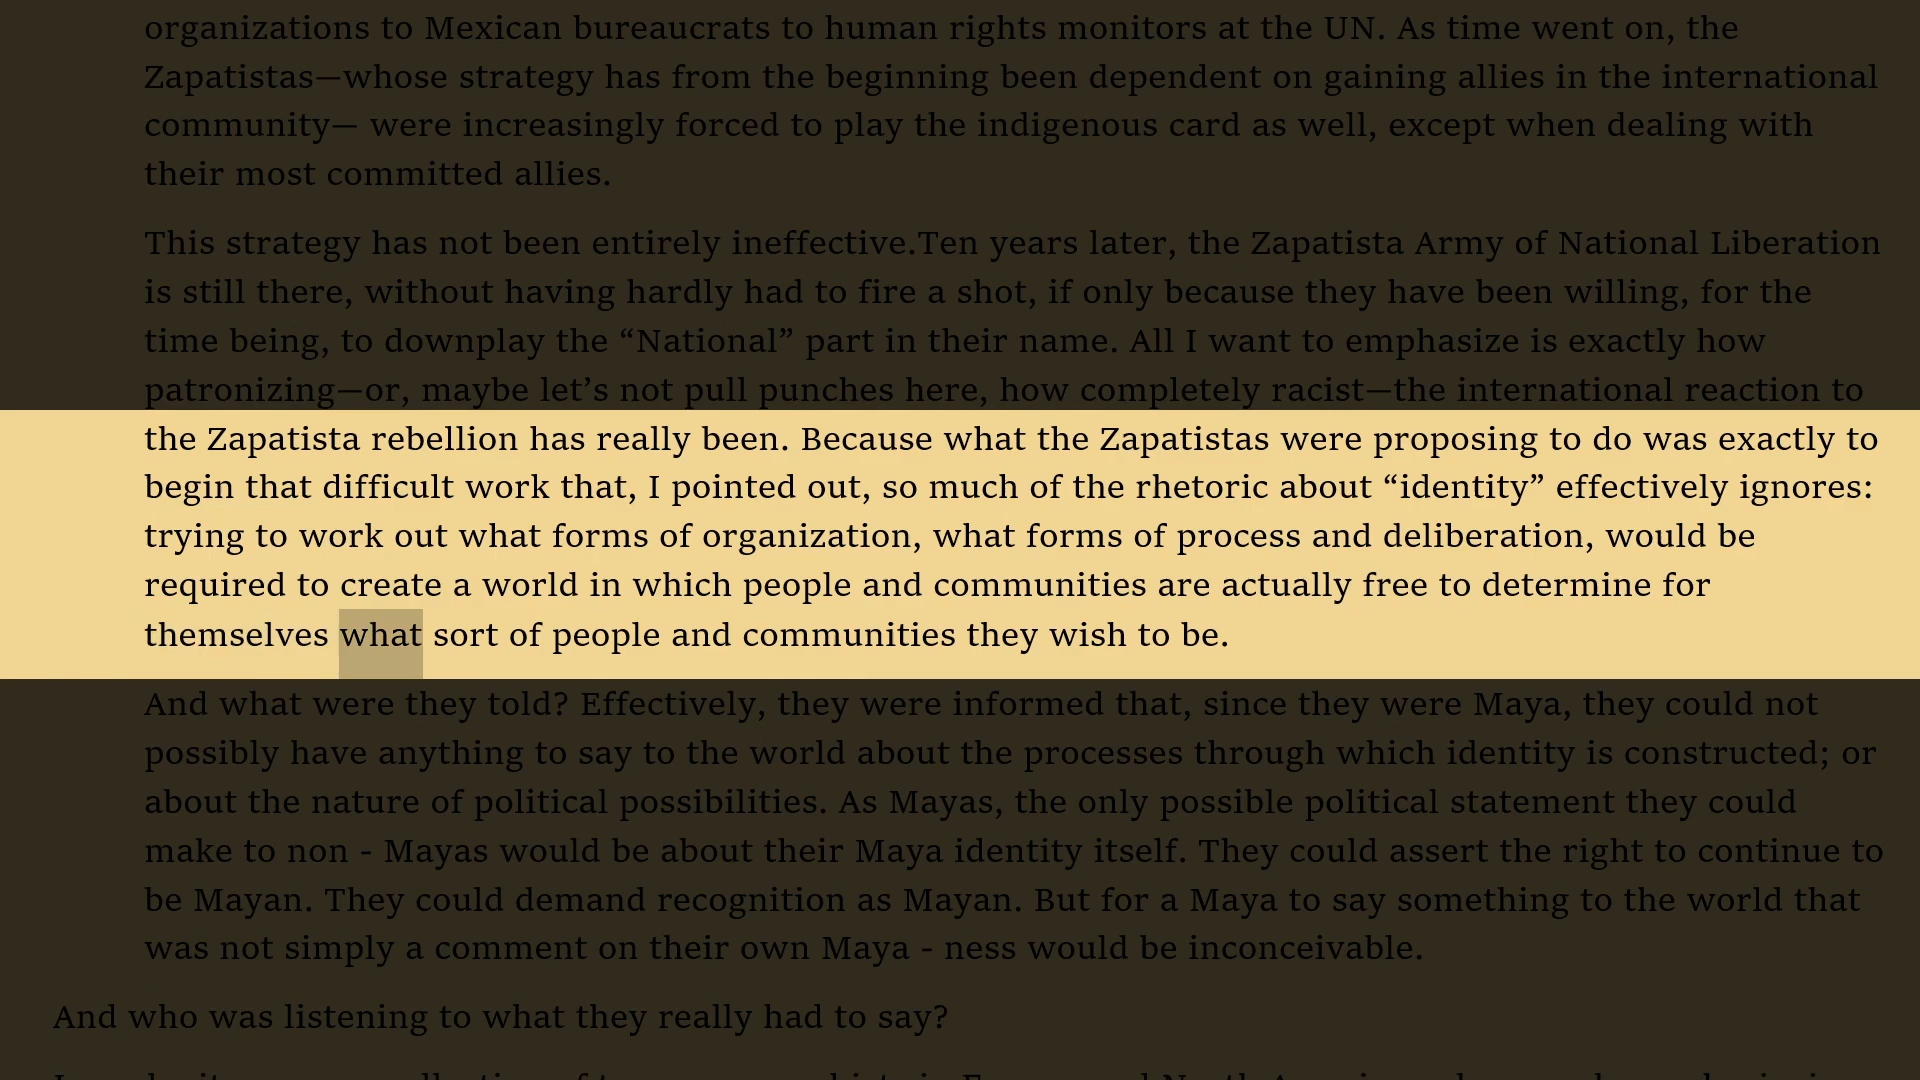 organizations to Mexican bureaucrats to human rights monitors at the UN. As time went on, the
Zapatistas—whose strategy has from the beginning been dependent on gaining allies in the international
community— were increasingly forced to play the indigenous card as well, except when dealing with
their most committed allies.
This strategy has not been entirely ineffective.Ten years later, the Zapatista Army of National Liberation
is still there, without having hardly had to fire a shot, if only because they have been willing, for the
time being, to downplay the “National” part in their name. All I want to emphasize is exactly how
patronizing—or, maybe let’s not pull punches here, how completely racist—the international reaction to
the Zapatista rebellion has really been. Because what the Zapatistas were proposing to do was exactly to
begin that difficult work that, I pointed out, so much of the rhetoric about “identity” effectively ignores:
trying to work out what forms of organization, what forms of process and deliberation, would be
required to create a world in which people and communities are actually free to determine for
themselves what sort of people and communities they wish to be.
And what were they told? Effectively, they were informed that, since they were Maya, they could not
possibly have anything to say to the world about the processes through which identity is constructed; or
about the nature of political possibilities. As Mayas, the only possible political statement they could
make to non - Mayas would be about their Maya identity itself. They could assert the right to continue to
be Mayan. They could demand recognition as Mayan. But for a Maya to say something to the world that
was not simply a comment on their own Maya - ness would be inconceivable.
And who was listening to what they really had to say?